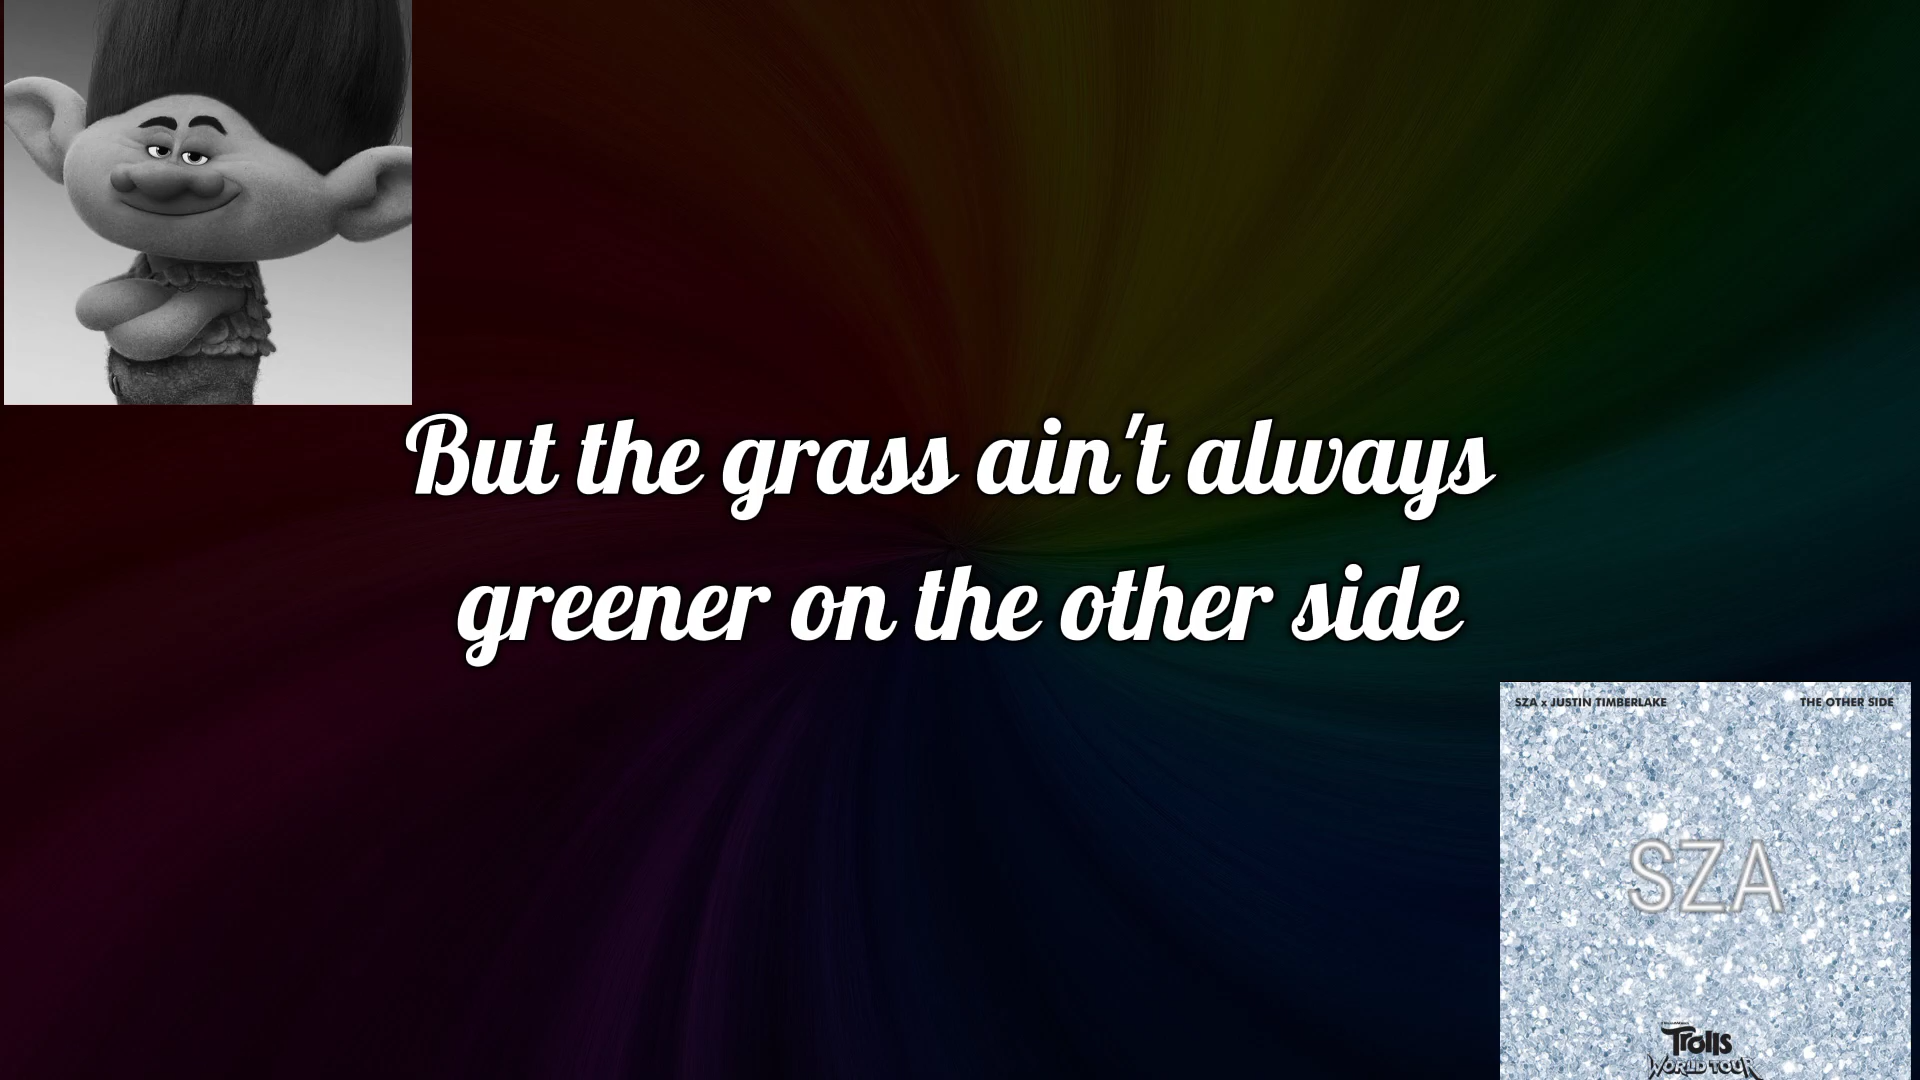 But the grass ain't always
greener on the other side
SZA x JUSTIN TIMBERLAKE
THE OTHER SIDE
SZA
Trolls
WORLD TOUR